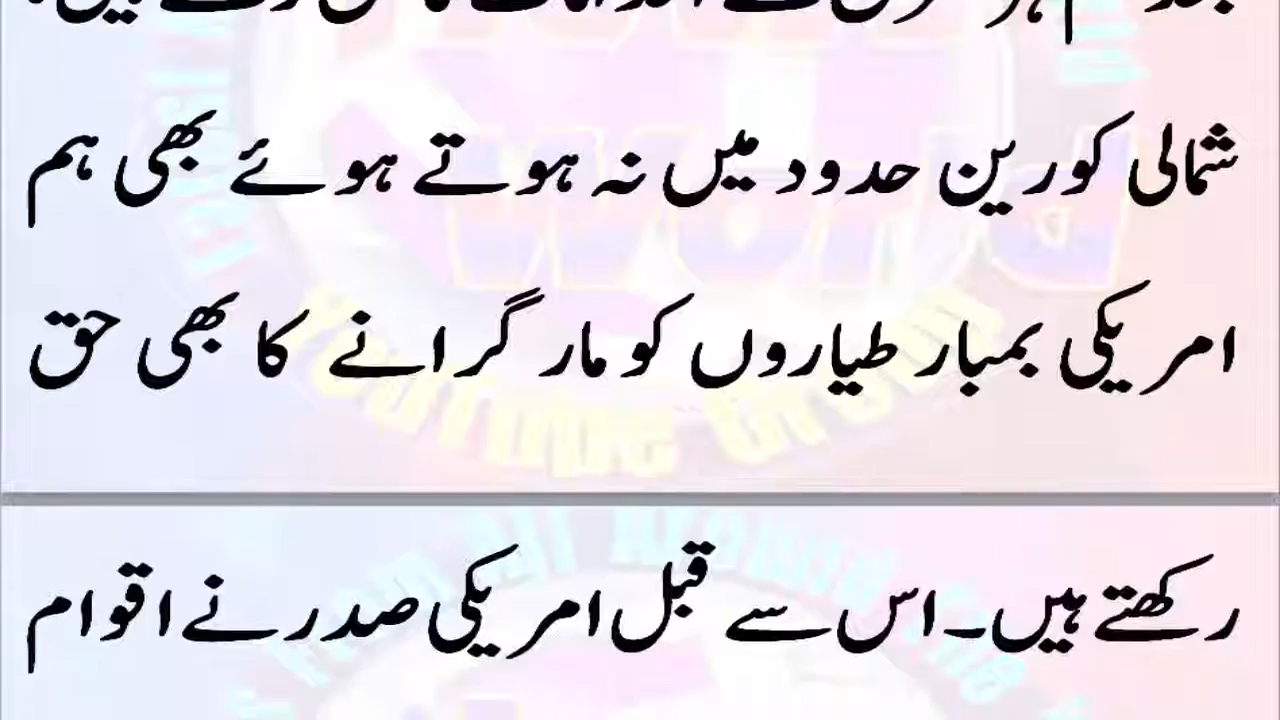 شمالی کورین حدود میں نہ ہوتے ہوئے بھی ہم
امریکی بمبار طیاروں کو مار گرانے کا بھی حق
رکھتے ہیں۔ اس سے قبل امریکی صدر نے اقوام